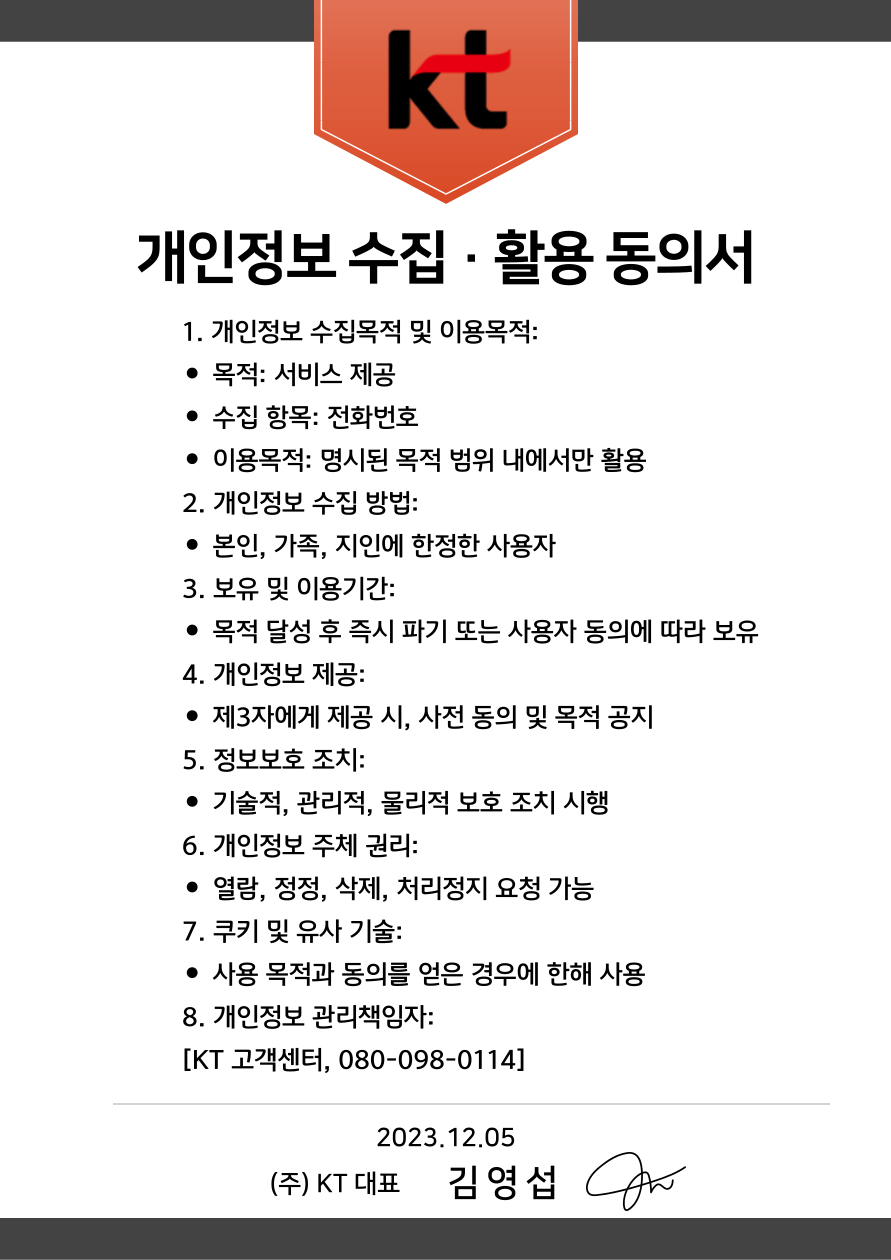 kt
개인정보 수집 · 활용 동의서
1. 개인정보 수집목적 및 이용목적:
• 목적: 서비스 제공
• 수집 항목: 전화번호
• 이용목적: 명시된 목적 범위 내에서만 활용
2. 개인정보 수집 방법:
• 본인, 가족, 지인에 한정한 사용자
3. 보유 및 이용기간:
• 목적 달성 후 즉시 파기 또는 사용자 동의에 따라 보유
4. 개인정보 제공:
• 제3자에게 제공 시, 사전 동의 및 목적 공지
5. 정보보호 조치:
• 기술적, 관리적, 물리적 보호 조치 시행
6. 개인정보 주체 권리:
• 열람, 정정, 삭제, 처리정지 요청 가능
7. 쿠키 및 유사 기술:
• 사용 목적과 동의를 얻은 경우에 한해 사용
8. 개인정보 관리책임자:
[KT 고객센터, 080-098-0114]
2023.12.05
(주) KT 대표 김영섭